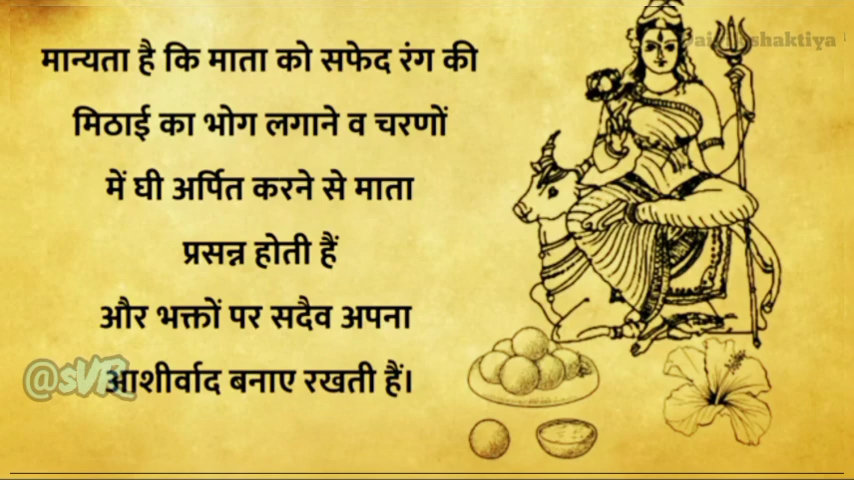 मान्यता है कि माता को सफेद रंग की
मिठाई का भोग लगाने व चरणों
में घी अर्पित करने से माता
प्रसन्न होती हैं
और भक्तों पर सदैव अपना
आशीर्वाद बनाए रखती हैं।